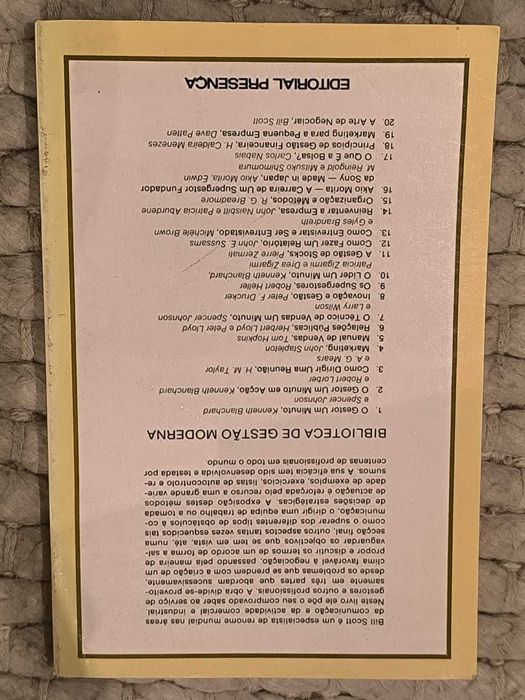 Bill Scott é um especialista de renome mundial nas áreas
da comunicação e da actividade comercial e industrial.
Neste livro ele põe o seu comprovado saber ao serviço de
gestores e outros profissionais. A obra divide-se proveito-
samente em três partes que abordam sucessivamente,
desde os problemas que se prendem com a criação de um
clima favorável à negociação, passando pela maneira de
propor e discutir os termos de um acordo de forma a sal-
vaguardar os objectivos que se tem em vista, até, numa
secção final, outros aspectos tantas vezes esquecidos tais
como o superar dos diferentes tipos de obstáculos à co-
municação, o dirigir uma equipa de trabalho ou a tomada
de decisões estratégicas. A exposição destes métodos
de actuação é reforçada pelo recurso a uma grande varie-
dade de exemplos, exercícios, listas de autocontrolo e re-
sumos. A sua eficácia tem sido desenvolvida e testada por
centenas de profissionais, em todo o mundo.
BIBLIOTECA DE GESTÃO MODERNA
1. O Gestor Um Minuto, Kenneth Blanchard
e Spencer Johnson
2. O Gestor Um Minuto em Acção, Kenneth Blanchard
e Robert Lorber
3. Como Dirigir Uma Reunião, H. M. Taylor
e A. G. Mears
4. Marketing, John Stapleton
5. Manual de Vendas, Tom Hopkins
6. Relações Públicas, Herbert Lloyd e Peter Lloyd
7. O Técnico de Vendas Um Minuto, Spencer Johnson
e Larry Wilson
8. Inovação e Gestão, Peter F. Drucker
9. Os Supergestores, Robert Heller
10. O Líder Um Minuto, Kenneth Blanchard,
Patricia Zigarmi e Drea Zigarmi
11. A Gestão de Stocks, Pierre Zermati
12. Como Fazer Um Relatório, John E. Sussams
13. Como Entrevistar e Ser Entrevistado, Michèle Brown
e Gyles Brandreth
14. Reinventar a Empresa, John Naisbitt e Patricia Aburdene
15. Organização e Métodos, R. G. Breadmore
16. Akio Morita — A Carreira de Um Supergestor Fundador
da Sony — Made in Japan, Akio Morita, Edwin
M. Reingold e Mitsuko Shimomura
17. O Que É a Bolsa?, Carlos Nabais
18. Princípios de Gestão Financeira, H. Caldeira Menezes
19. Marketing para a Pequena Empresa, Dave Patten
20. A Arte de Negociar, Bill Scott
EDITORIAL PRESENÇA